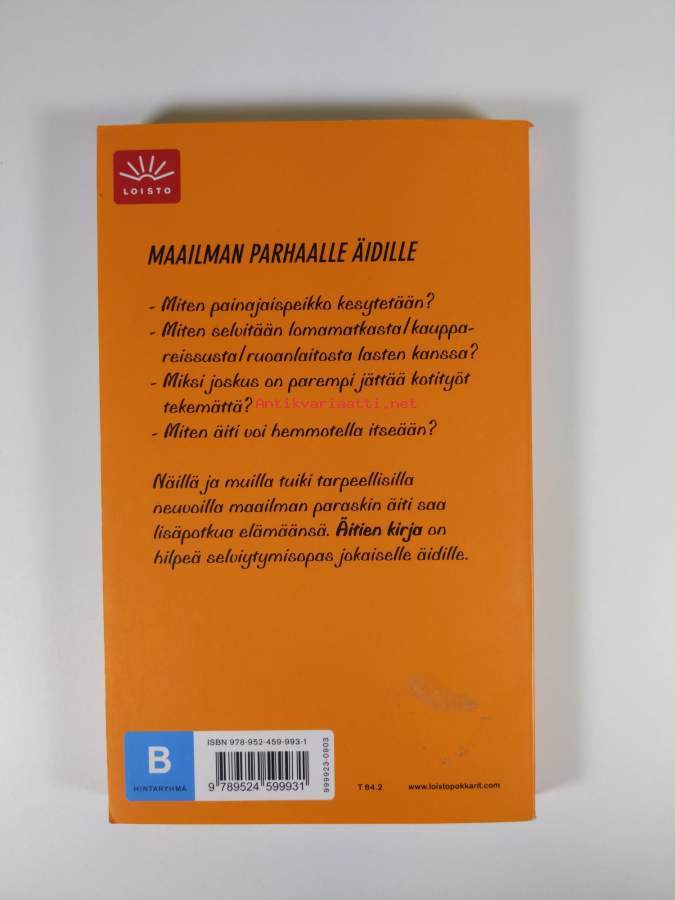 LOISTO
MAAILMAN PARHAALLE ÄIDILLE
- Miten painajaispeikko kesytetään?
- Miten selvitään lomamatkasta/kauppa-
reissusta/ruoanlaitosta lasten kanssa?
- Miksi joskus on parempi jättää kotityöt
tekemättä?
Antikvariaatti.net
- Miten äiti voi hemmotella itseään?
Näillä ja muilla tuiki tarpeellisilla
neuvoilla maailman paraskin äiti saa
lisäpotkua elämäänsä. Äitien kirja on
hilpeä selviytymisopas jokaiselle äidille.
B
HINTARYHMÄ
ISBN 978-952-459-993-1
9 789524 599931
999923-0903
T 84.2
www.loistopokkarit.com